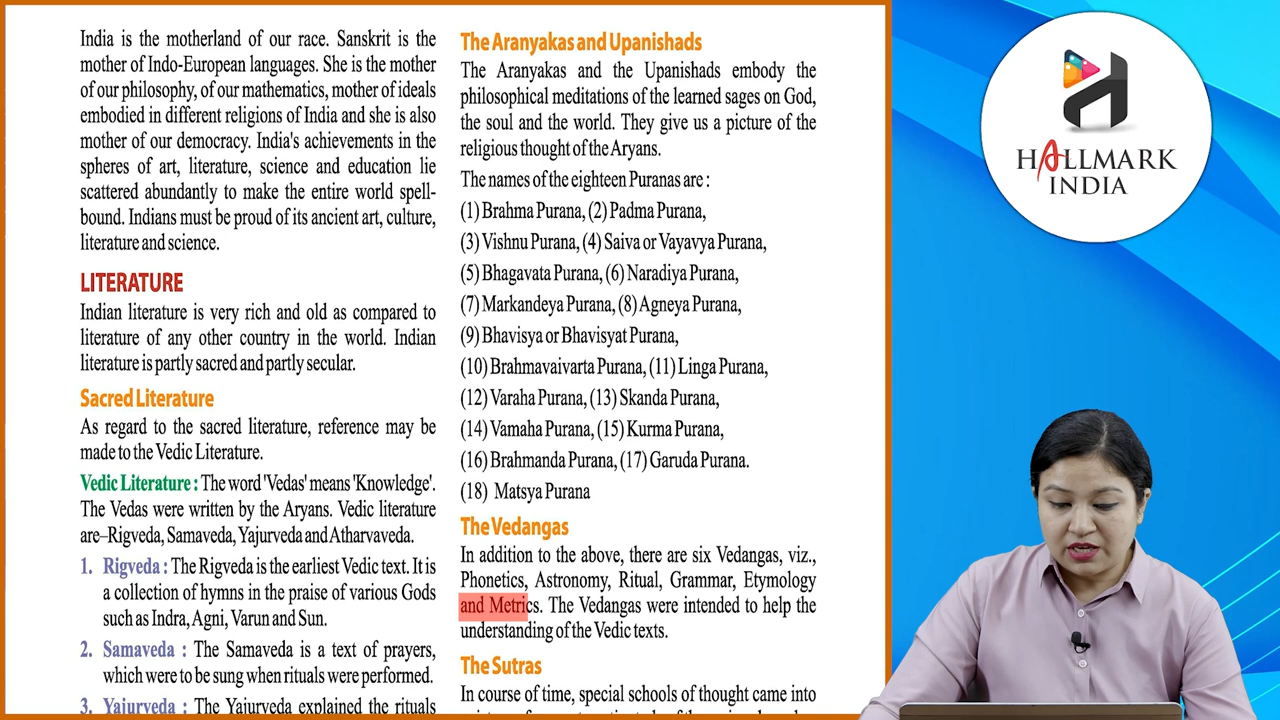 India is the motherland of our race. Sanskrit is the
mother of Indo-European languages. She is the mother
of our philosophy, of our mathematics, mother of ideals
embodied in different religions of India and she is also
mother of our democracy. India's achievements in the
spheres of art, literature, science and education lie
scattered abundantly to make the entire world spell-
bound. Indians must be proud of its ancient art, culture,
literature and science.
LITERATURE
Indian literature is very rich and old as compared to
literature of any other country in the world. Indian
literature is partly sacred and partly secular.
Sacred Literature
As regard to the sacred literature, reference may be
made to the Vedic Literature.
Vedic Literature : The word 'Vedas' means 'Knowledge'.
The Vedas were written by the Aryans. Vedic literature
are–Rigveda, Samaveda, Yajurveda and Atharvaveda.
1. Rigveda : The Rigveda is the earliest Vedic text. It is
a collection of hymns in the praise of various Gods
such as Indra, Agni, Varun and Sun.
2. Samaveda : The Samaveda is a text of prayers,
which were to be sung when rituals were performed.
3. Yajurveda : The Yajurveda explained the rituals
The Aranyakas and Upanishads
The Aranyakas and the Upanishads embody the
philosophical meditations of the learned sages on God,
the soul and the world. They give us a picture of the
religious thought of the Aryans.
The names of the eighteen Puranas are :
(1) Brahma Purana, (2) Padma Purana,
(3) Vishnu Purana, (4) Saiva or Vayavya Purana,
(5) Bhagavata Purana, (6) Naradiya Purana,
(7) Markandeya Purana, (8) Agneya Purana,
(9) Bhavisya or Bhavisyat Purana,
(10) Brahmavaivarta Purana, (11) Linga Purana,
(12) Varaha Purana, (13) Skanda Purana,
(14) Vamaha Purana, (15) Kurma Purana,
(16) Brahmanda Purana, (17) Garuda Purana.
(18) Matsya Purana
The Vedangas
In addition to the above, there are six Vedangas, viz.,
Phonetics, Astronomy, Ritual, Grammar, Etymology
and Metrics. The Vedangas were intended to help the
understanding of the Vedic texts.
The Sutras
In course of time, special schools of thought came into
HALLMARK
INDIA